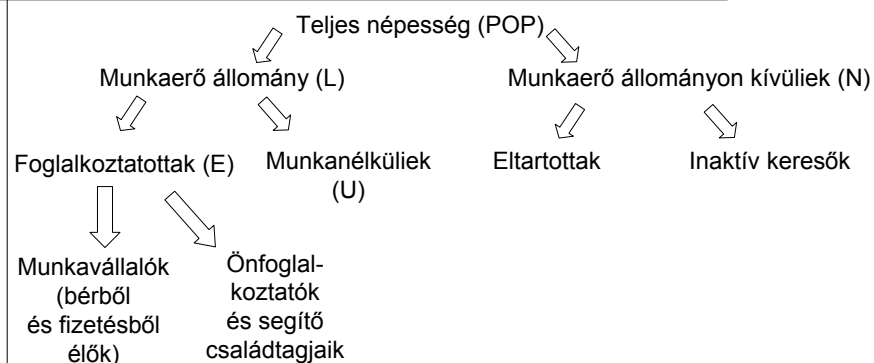 Teljes népesség (POP)
Munkaerő állomány (L)
Munkaerő állományon kívüliek (N)
Foglalkoztatottak (E)
Munkanélküliek
(U)
Eltartottak
Inaktív keresők
Munkavállalók
(bérből
és fizetésből
élők)
Önfoglal-
koztatók
és segítő
családtagjaik